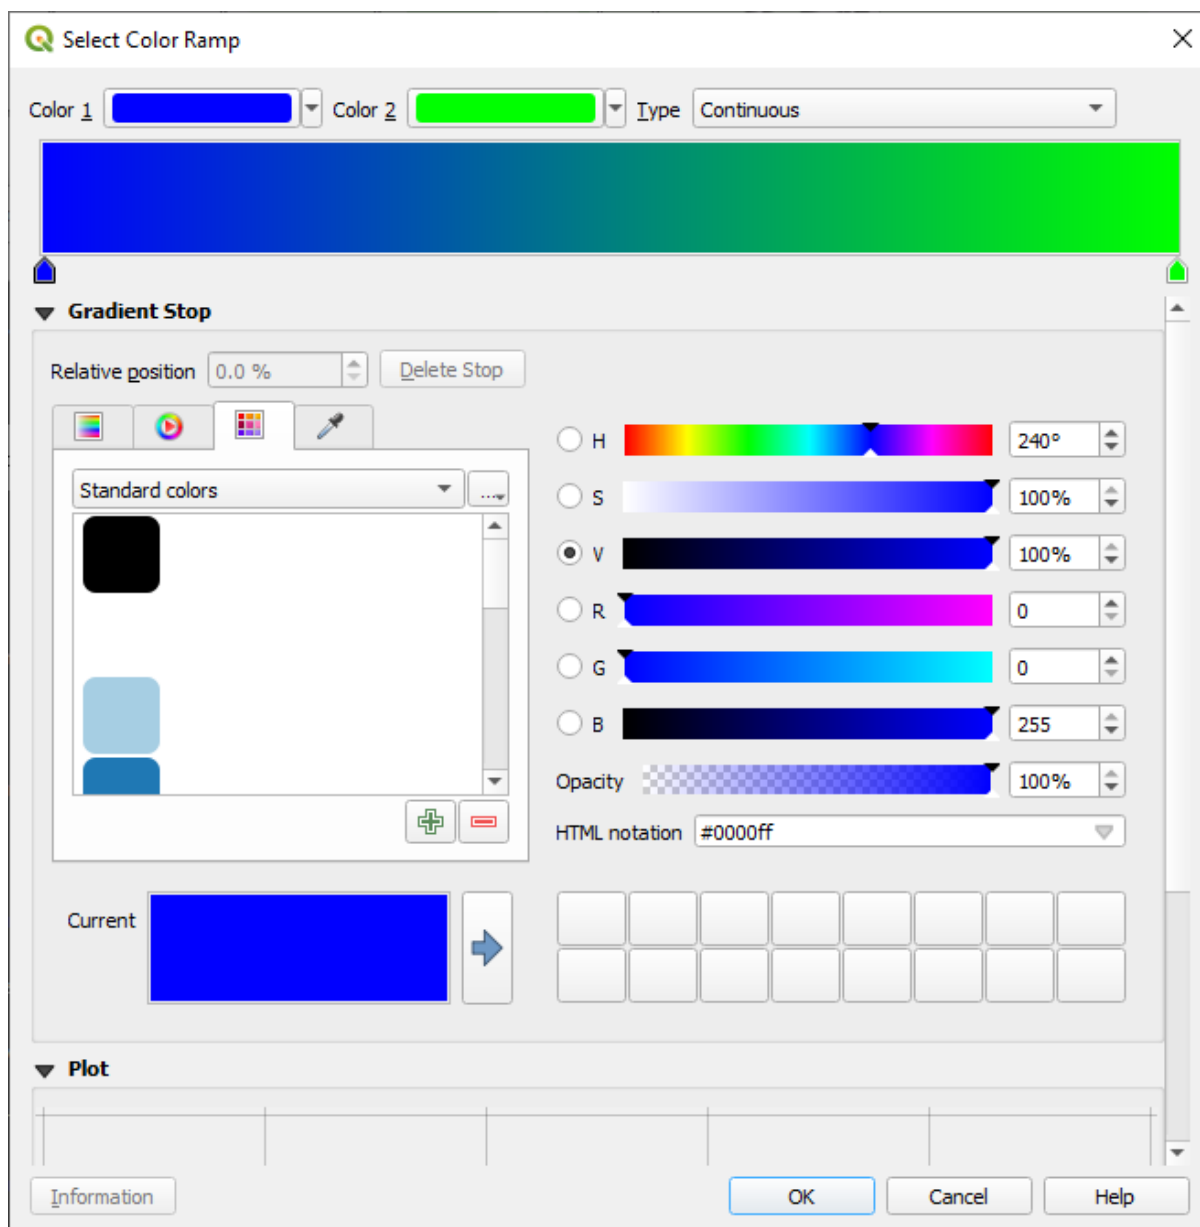 Select Color Ramp
Color 1 Color 2 Type Continuous
Gradient Stop
Relative position 0.0 % Delete Stop
H 240°
Standard colors ...
S 100%
V 100%
R 0
G 0
B 255
Opacity 100%
HTML notation #0000ff
Current
Plot
Information OK Cancel Help